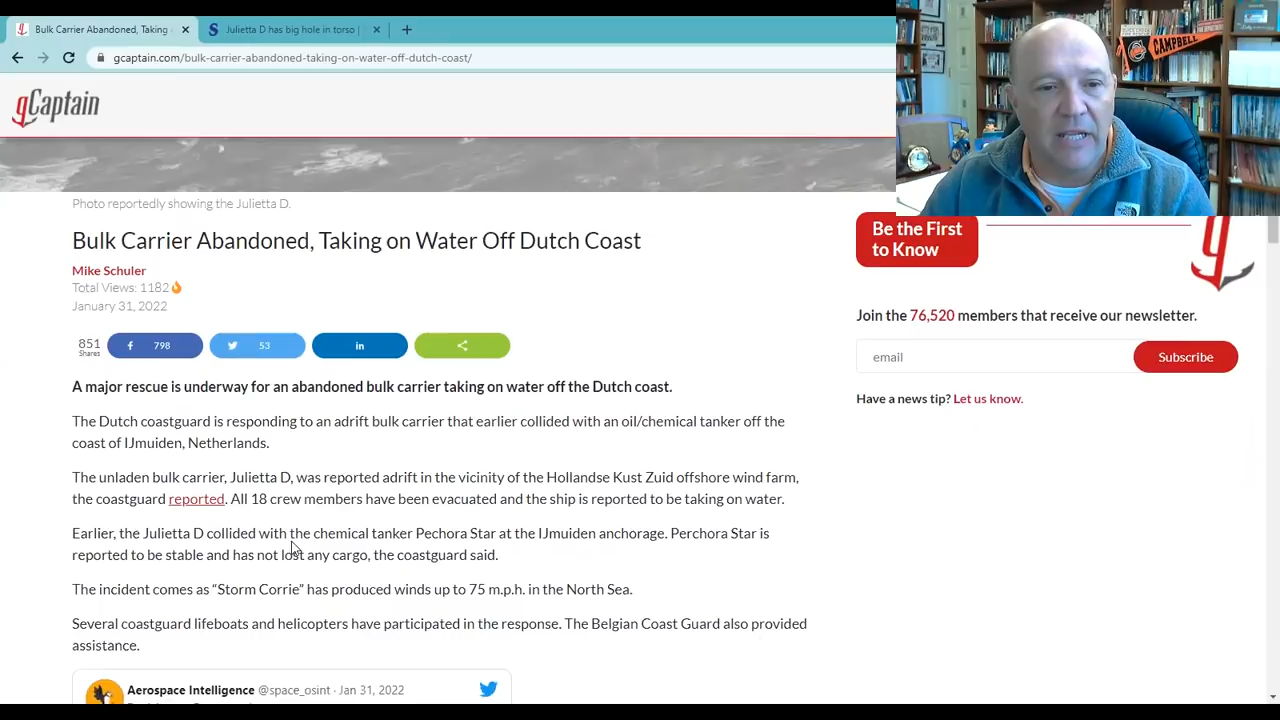 Bulk Carrier Abandoned, Taking
Julietta D has big hole in torso |
gcaptain.com/bulk-carrier-abandoned-taking-on-water-off-dutch-coast/
CAMPBELL
gCaptain
Photo reportedly showing the Julietta D.
Bulk Carrier Abandoned, Taking on Water Off Dutch Coast
Mike Schuler
Total Views: 1182
January 31, 2022
851
Shares
798
53
in
A major rescue is underway for an abandoned bulk carrier taking on water off the Dutch coast.
The Dutch coastguard is responding to an adrift bulk carrier that earlier collided with an oil/chemical tanker off the
coast of IJmuiden, Netherlands.
The unladen bulk carrier, Julietta D, was reported adrift in the vicinity of the Hollandse Kust Zuid offshore wind farm,
the coastguard reported. All 18 crew members have been evacuated and the ship is reported to be taking on water.
Earlier, the Julietta D collided with the chemical tanker Pechora Star at the IJmuiden anchorage. Perchora Star is
reported to be stable and has not lost any cargo, the coastguard said.
The incident comes as “Storm Corrie” has produced winds up to 75 m.p.h. in the North Sea.
Several coastguard lifeboats and helicopters have participated in the response. The Belgian Coast Guard also provided
assistance.
Aerospace Intelligence @space_osint · Jan 31, 2022
Be the First
to Know
Join the 76,520 members that receive our newsletter.
email
Subscribe
Have a news tip? Let us know.